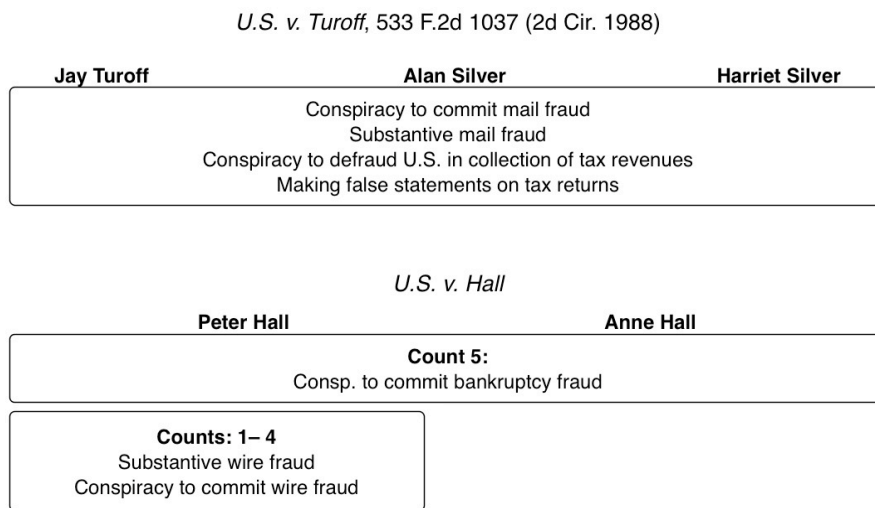 U.S. v. Turoff, 533 F.2d 1037 (2d Cir. 1988)
Jay Turoff Alan Silver Harriet Silver
Conspiracy to commit mail fraud
Substantive mail fraud
Conspiracy to defraud U.S. in collection of tax revenues
Making false statements on tax returns
U.S. v. Hall
Peter Hall Anne Hall
Count 5:
Consp. to commit bankruptcy fraud
Counts: 1– 4
Substantive wire fraud
Conspiracy to commit wire fraud